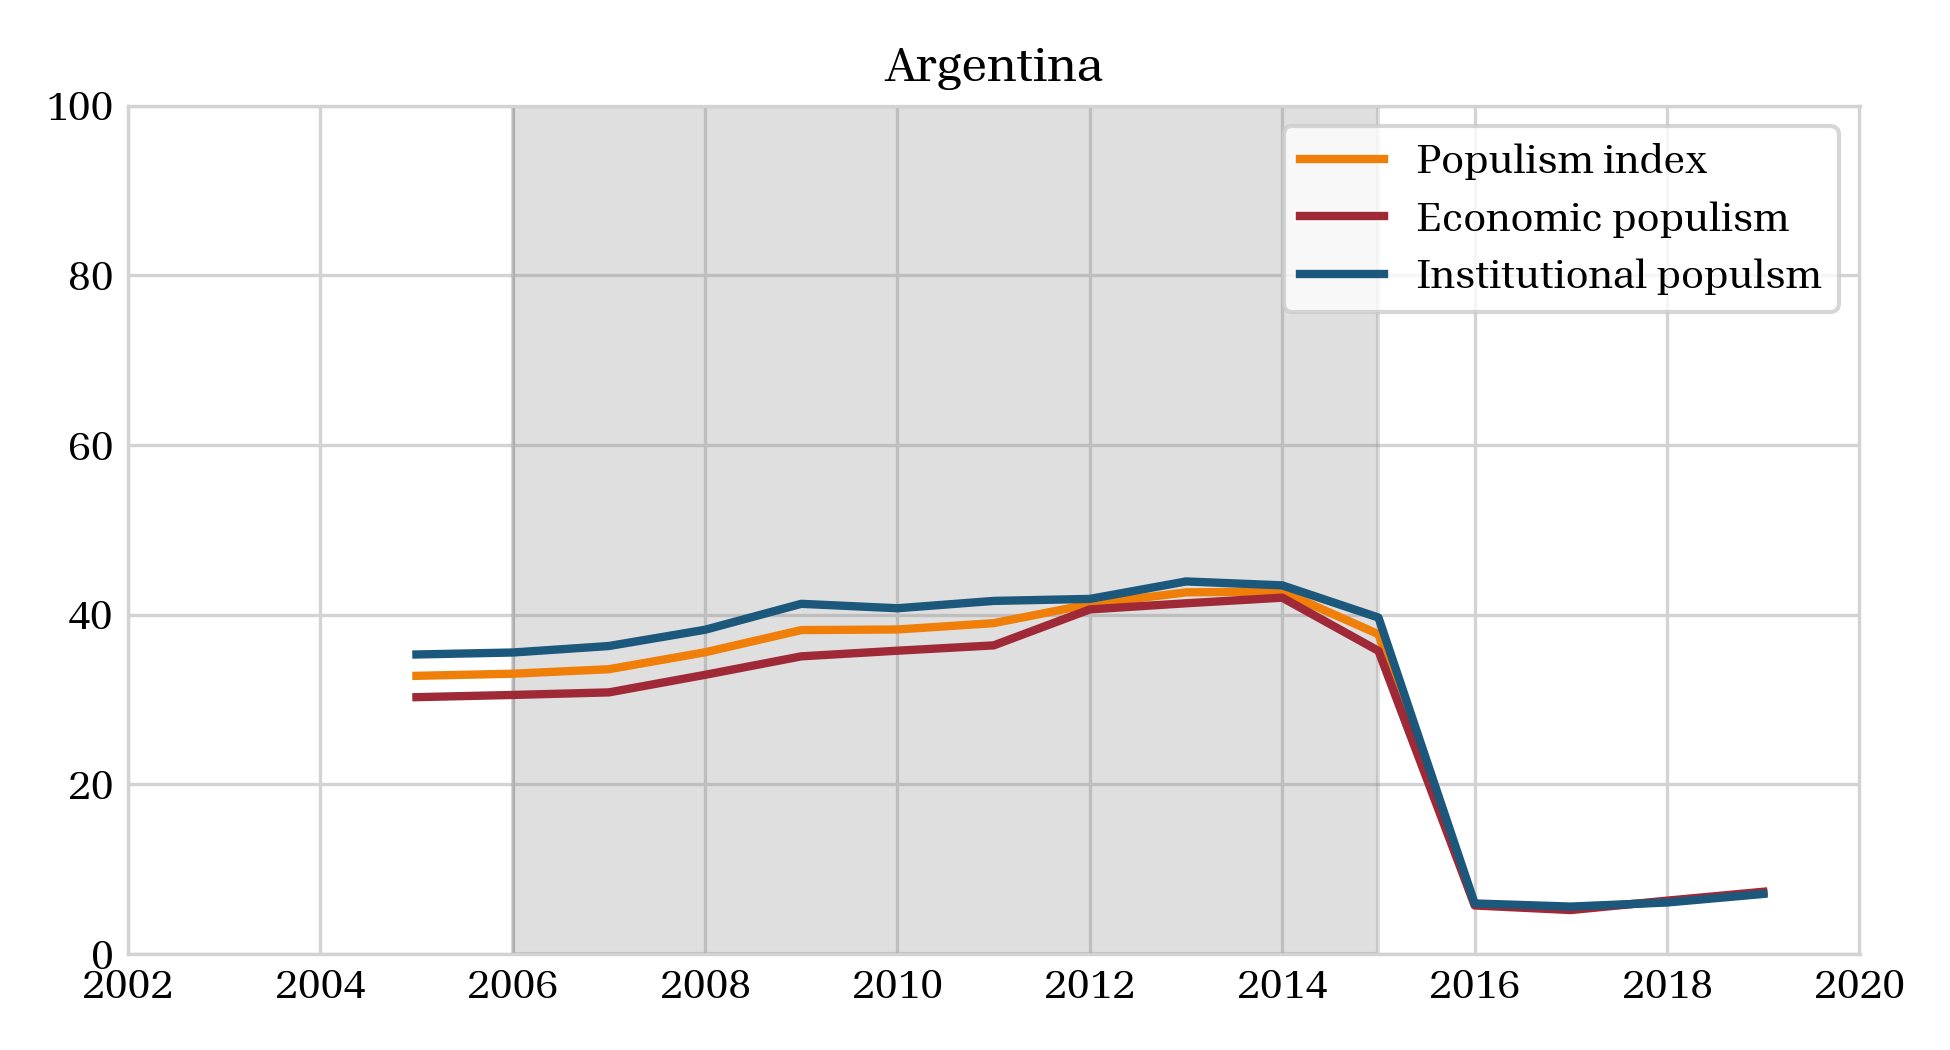 Argentina
100
80
60
40
20
0
Populism index
Economic populism
Institutional populsm
2002 2004 2006 2008 2010 2012 2014 2016 2018 2020